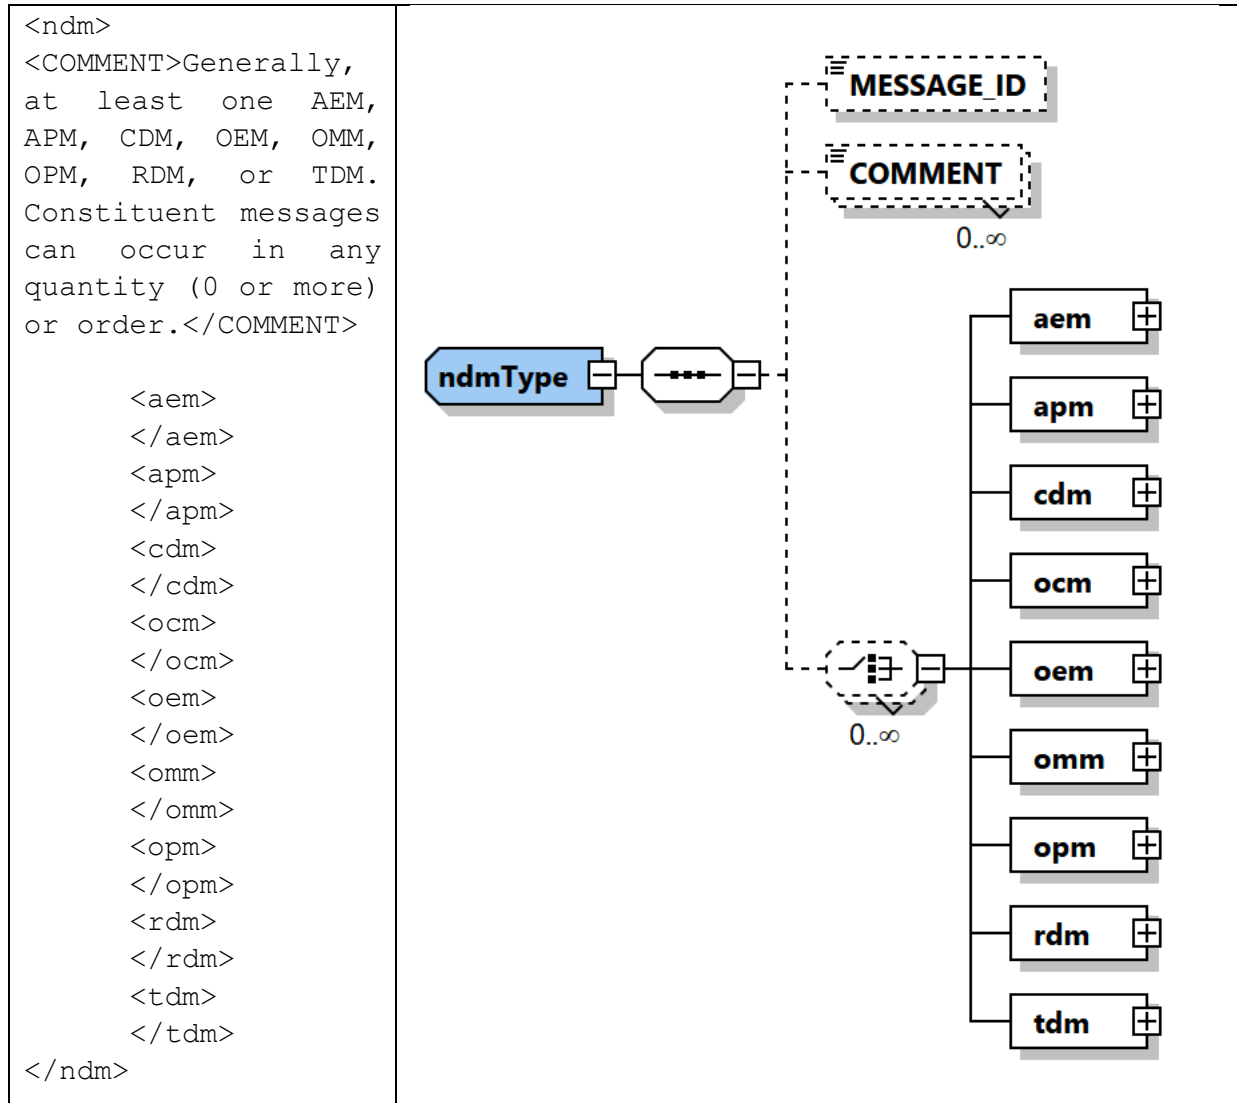 <ndm>
<COMMENT>Generally,
at least one AEM,
APM, CDM, OEM, OMM,
OPM, RDM, or TDM.
Constituent messages
can occur in any
quantity (0 or more)
or order.</COMMENT>
<aem>
</aem>
<apm>
</apm>
<cdm>
</cdm>
<ocm>
</ocm>
<oem>
</oem>
<omm>
</omm>
<opm>
</opm>
<rdm>
</rdm>
<tdm>
</tdm>
</ndm>
ndmType
MESSAGE_ID
COMMENT
0..∞
0..∞
aem
apm
cdm
ocm
oem
omm
opm
rdm
tdm